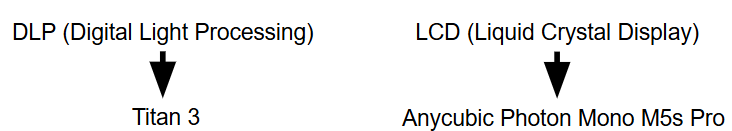 DLP (Digital Light Processing)
LCD (Liquid Crystal Display)
Titan 3
Anycubic Photon Mono M5s Pro